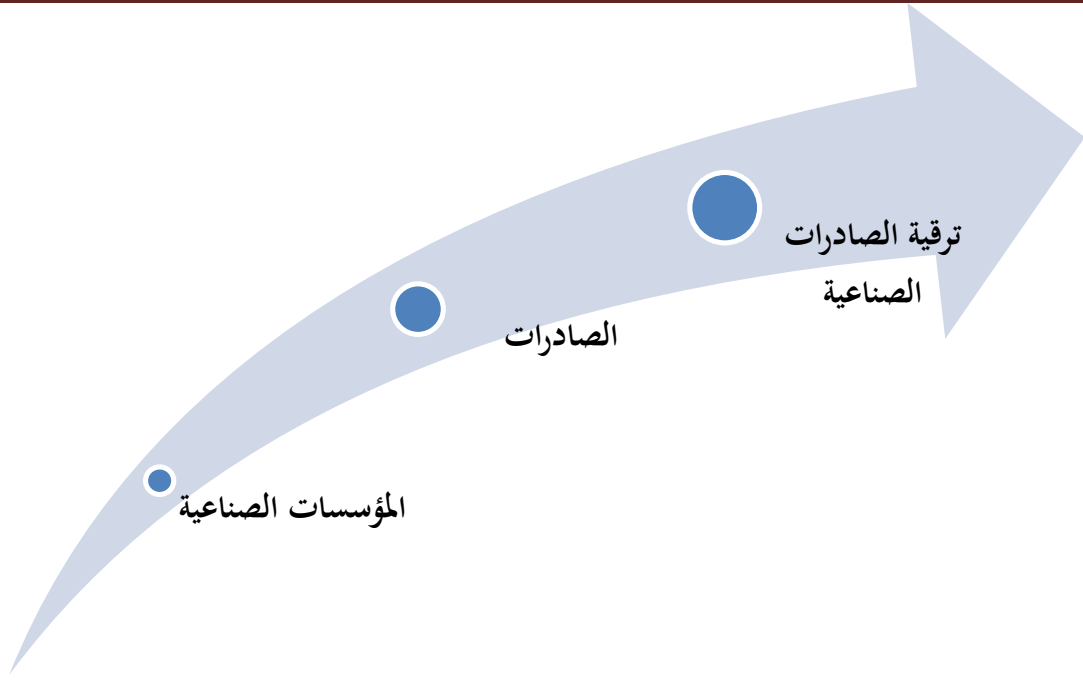 ترقية الصادرات
الصناعية
الصادرات
المؤسسات الصناعية